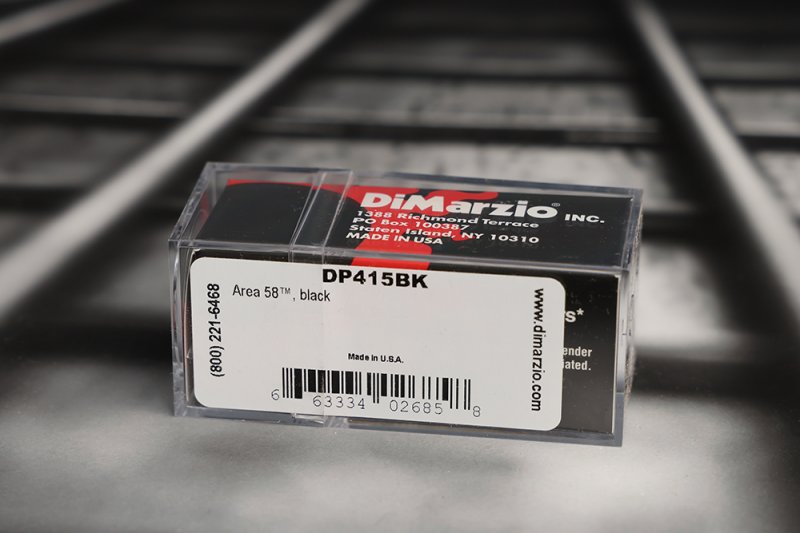 DiMarzio® INC.
1388 Richmond Terrace
PO Box 100387
Staten Island, NY 10310
MADE IN USA
DP415BK
Area 58™, black
(800) 221-6468
www.dimarzio.com
Made in U.S.A.
6 63334 02685 8